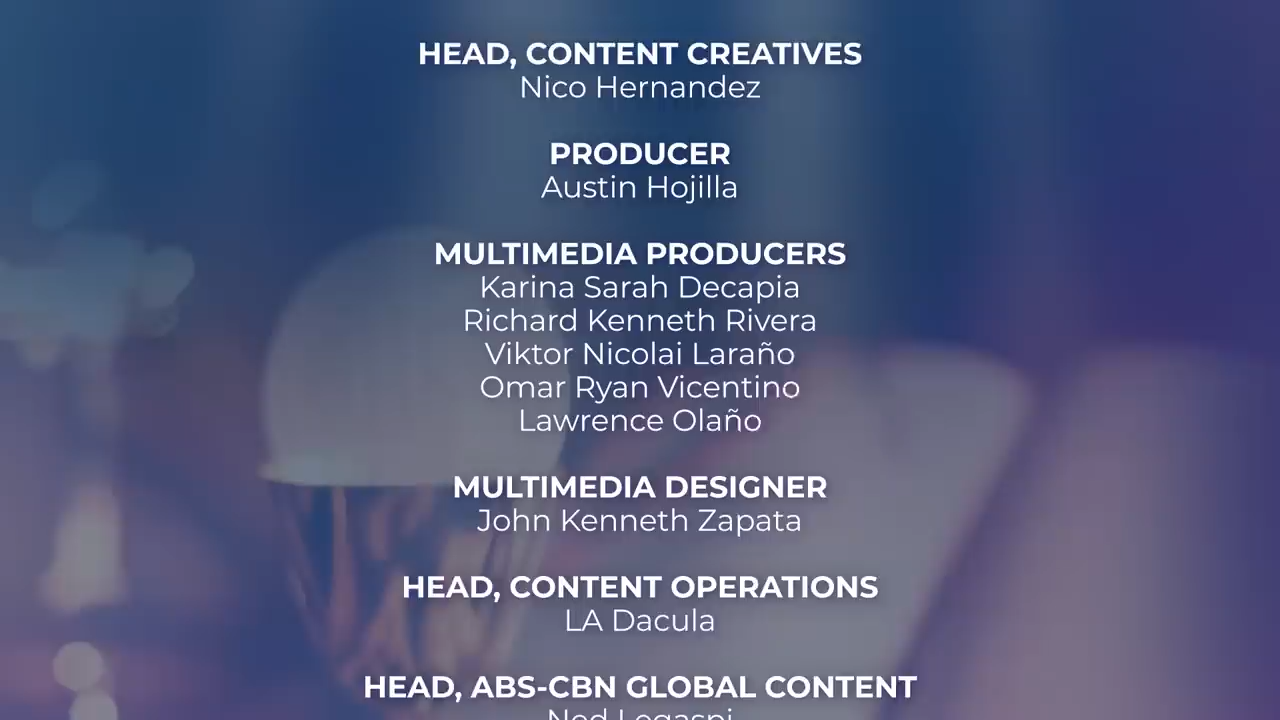 HEAD, CONTENT CREATIVES
Nico Hernandez
PRODUCER
Austin Hojilla
MULTIMEDIA PRODUCERS
Karina Sarah Decapia
Richard Kenneth Rivera
Viktor Nicolai Laraño
Omar Ryan Vicentino
Lawrence Olaño
MULTIMEDIA DESIGNER
John Kenneth Zapata
HEAD, CONTENT OPERATIONS
LA Dacula
HEAD, ABS-CBN GLOBAL CONTENT
Ned Legaspi